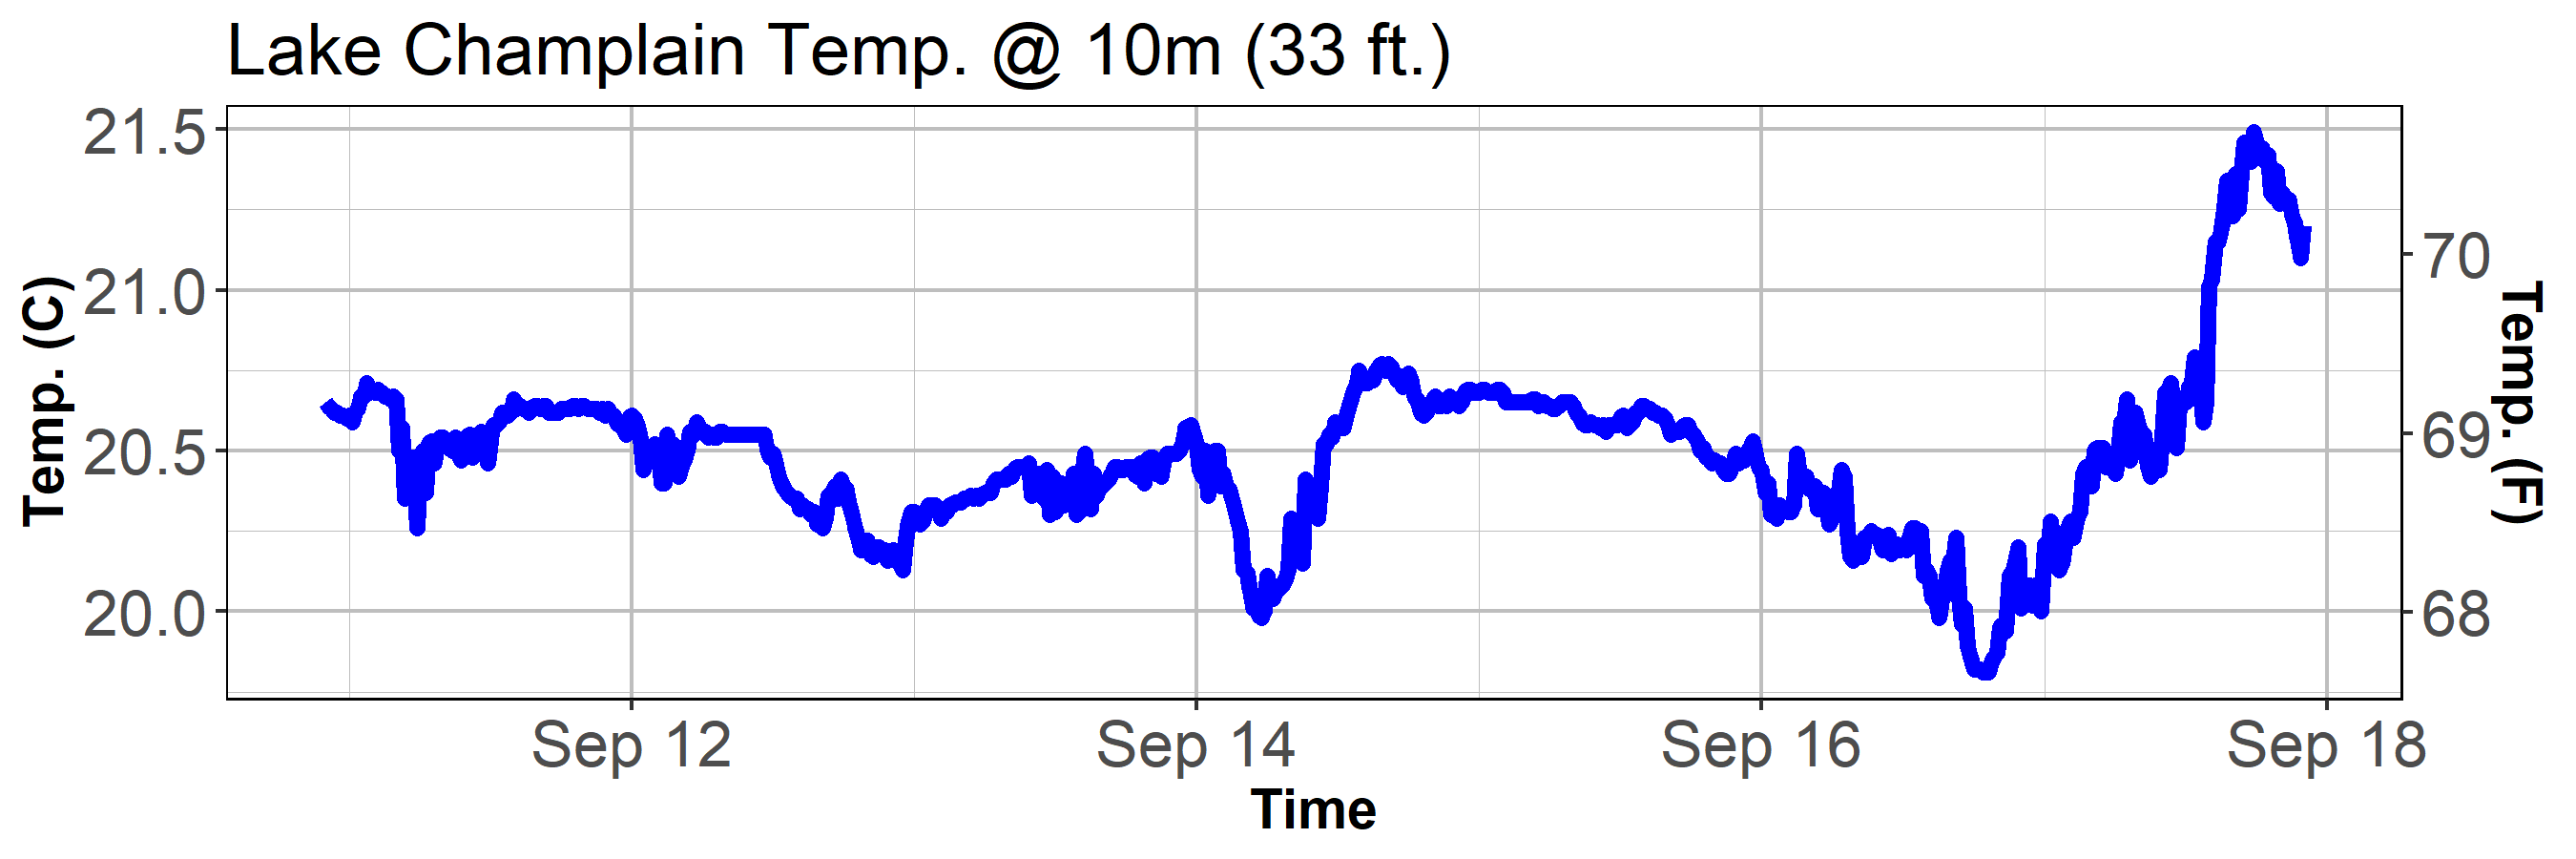 Lake Champlain Temp. @ 10m (33 ft.)
21.5
21.0
20.5
20.0
Temp. (C)
70
69
68
Temp. (F)
Sep 12
Sep 14
Sep 16
Sep 18
Time